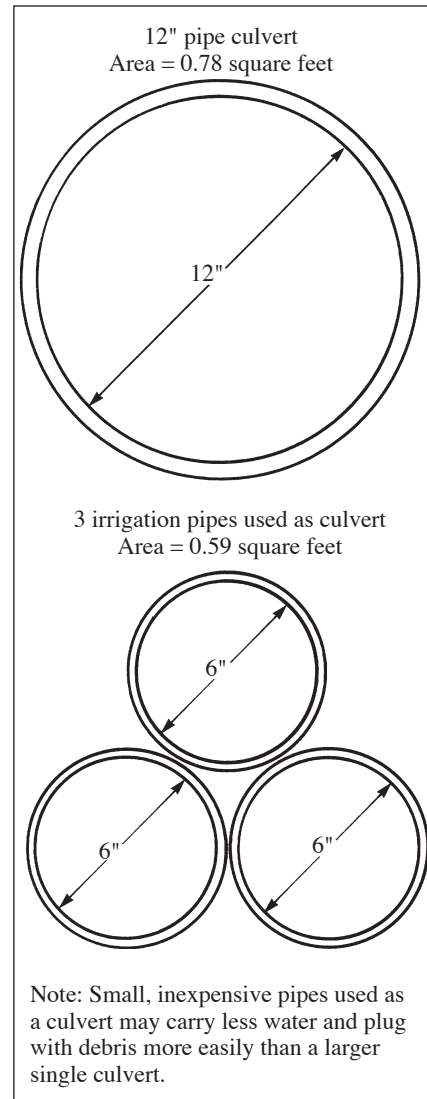 12" pipe culvert
Area = 0.78 square feet
12"
3 irrigation pipes used as culvert
Area = 0.59 square feet
6"
6"
6"
Note: Small, inexpensive pipes used as
a culvert may carry less water and plug
with debris more easily than a larger
single culvert.